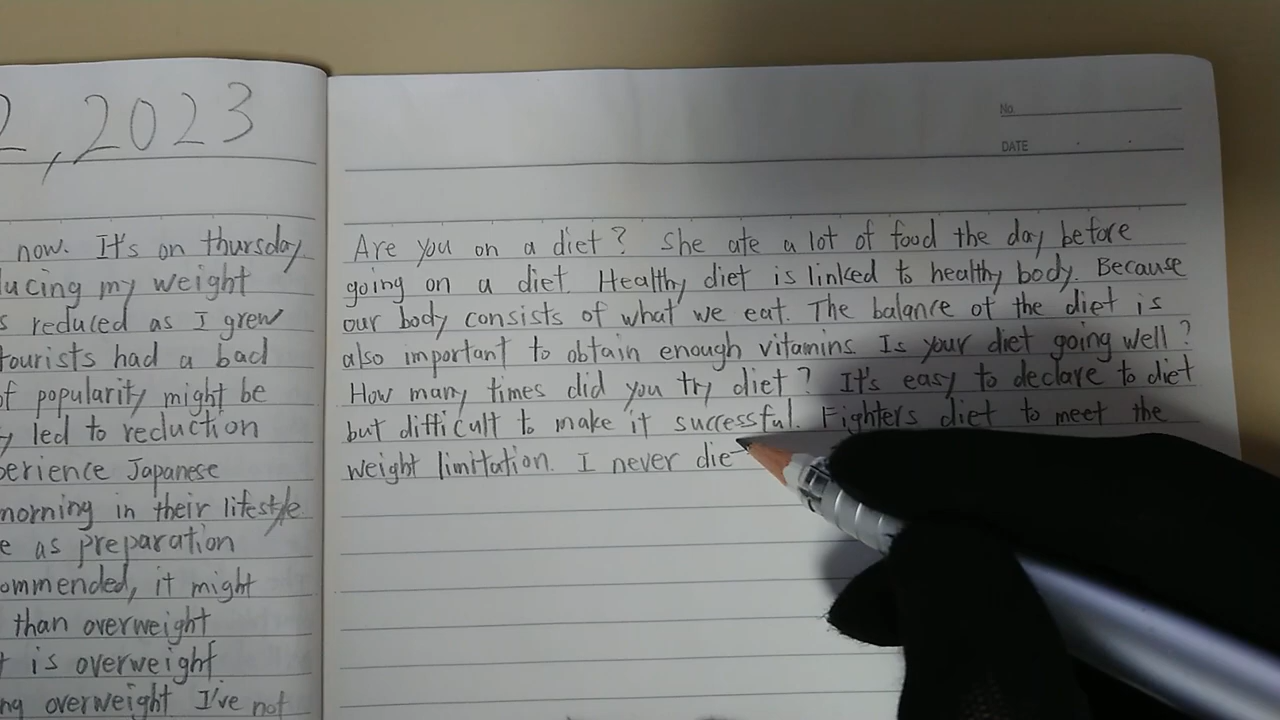 2, 2023
now. It's on thursday
ucing my weight
s reduced as I grew
tourists had a bad
of popularity might be
y led to reduction
perience Japanese
morning in their lifestyle
e as preparation
ommended, it might
than overweight
t is overweight
ng overweight I've not
No.
DATE
Are you on a diet? She ate a lot of food the day before
going on a diet. Healthy diet is linked to healthy body. Because
our body consists of what we eat. The balance of the diet is
also important to obtain enough vitamins. Is your diet going well?
How many times did you try diet? It's easy to declare to diet
but difficult to make it successful. Fighters diet to meet the
weight limitation. I never die